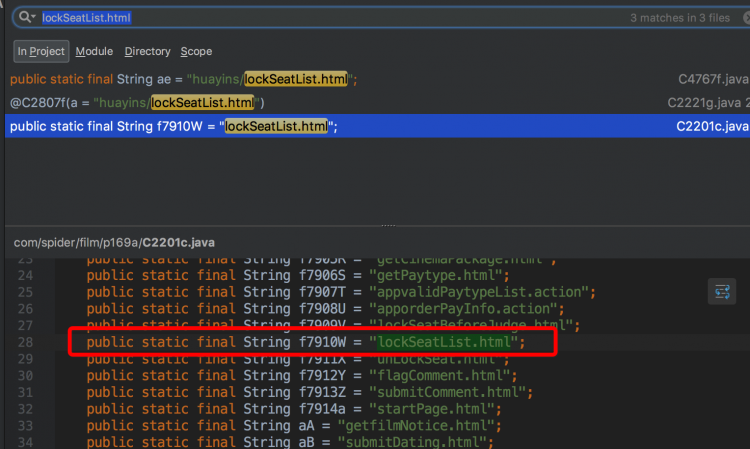 lockSeatList.html
3 matches in 3 files
In Project Module Directory Scope
public static final String ae = "huayins/lockSeatList.html"; C4767f.java
@C2807f(a = "huayins/lockSeatList.html") C2221g.java 2
public static final String f7910W = "lockSeatList.html"; C2201c.java
com/spider/film/p169a/C2201c.java
23 public static final String f7905R = "getCinemaPackage.html";
24 public static final String f7906S = "getPaytype.html";
25 public static final String f7907T = "appvalidPaytypeList.action";
26 public static final String f7908U = "apporderPayInfo.action";
27 public static final String f7909V = "lockSeatBeforeJudge.html";
28 public static final String f7910W = "lockSeatList.html";
29 public static final String f7911X = "unLockSeat.html";
30 public static final String f7912Y = "flagComment.html";
31 public static final String f7913Z = "submitComment.html";
32 public static final String f7914a = "startPage.html";
33 public static final String aA = "getfilmNotice.html";
34 public static final String aB = "submitDating.html";